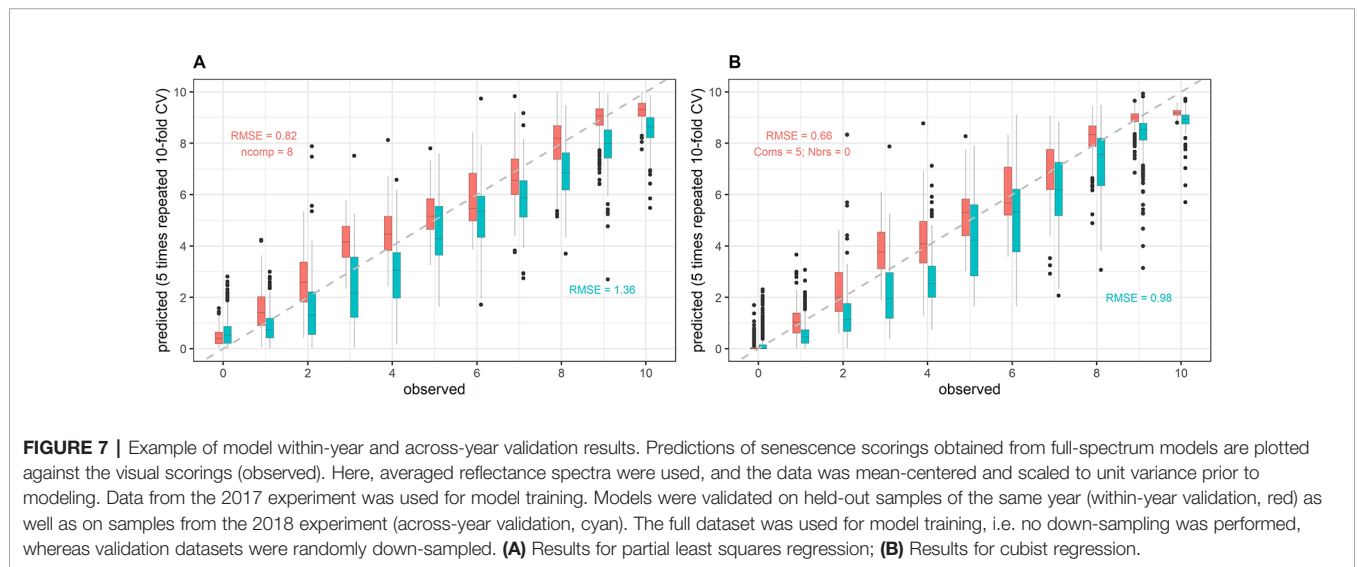 A
predicted (5 times repeated 10-fold CV)
10
8
6
4
2
0
RMSE = 0.82
ncomp = 8
RMSE = 1.36
0
2
4
6
8
10
observed
B
predicted (5 times repeated 10-fold CV)
10
8
6
4
2
0
RMSE = 0.66
Coms = 5; Nbrs = 0
RMSE = 0.98
0
2
4
6
8
10
observed
FIGURE 7 | Example of model within-year and across-year validation results. Predictions of senescence scorings obtained from full-spectrum models are plotted
against the visual scorings (observed). Here, averaged reflectance spectra were used, and the data was mean-centered and scaled to unit variance prior to
modeling. Data from the 2017 experiment was used for model training. Models were validated on held-out samples of the same year (within-year validation, red) as
well as on samples from the 2018 experiment (across-year validation, cyan). The full dataset was used for model training, i.e. no down-sampling was performed,
whereas validation datasets were randomly down-sampled. (A) Results for partial least squares regression; (B) Results for cubist regression.